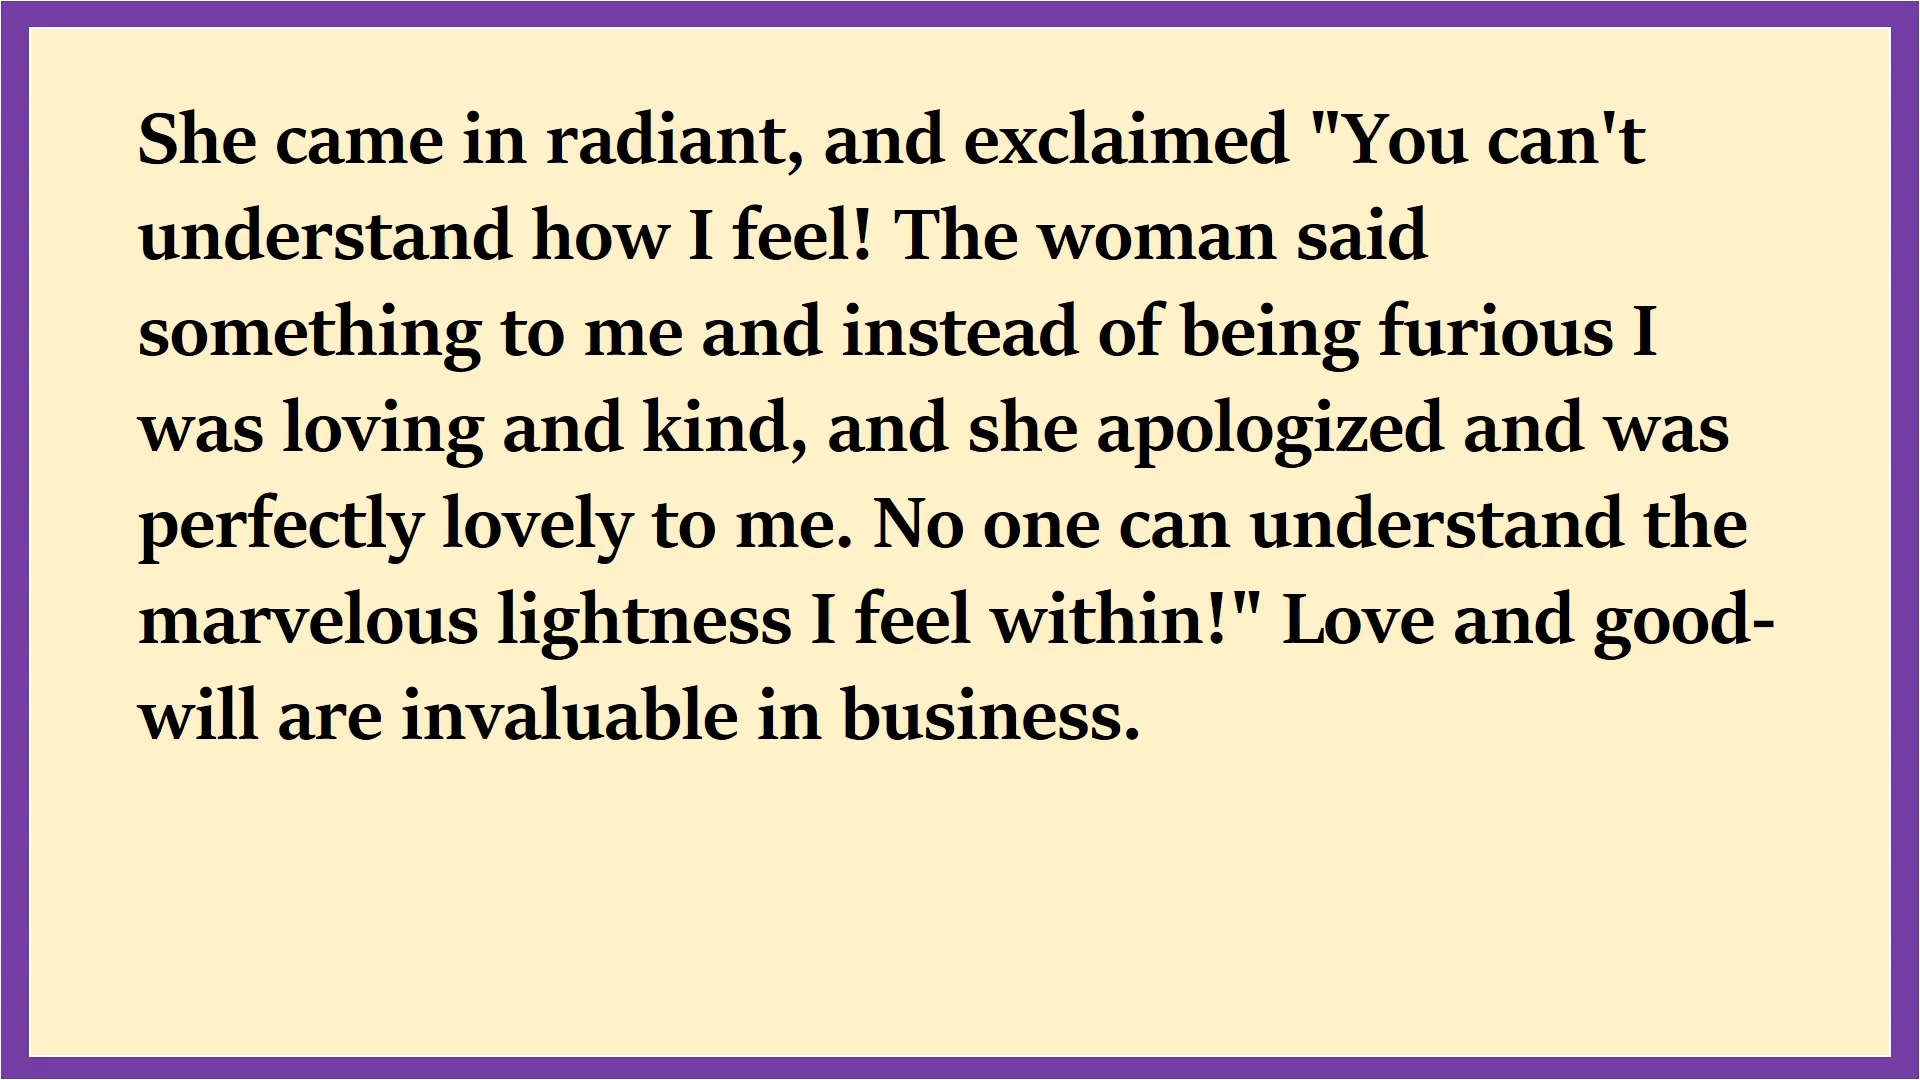 She came in radiant, and exclaimed "You can't
understand how I feel! The woman said
something to me and instead of being furious I
was loving and kind, and she apologized and was
perfectly lovely to me. No one can understand the
marvelous lightness I feel within!" Love and good-
will are invaluable in business.